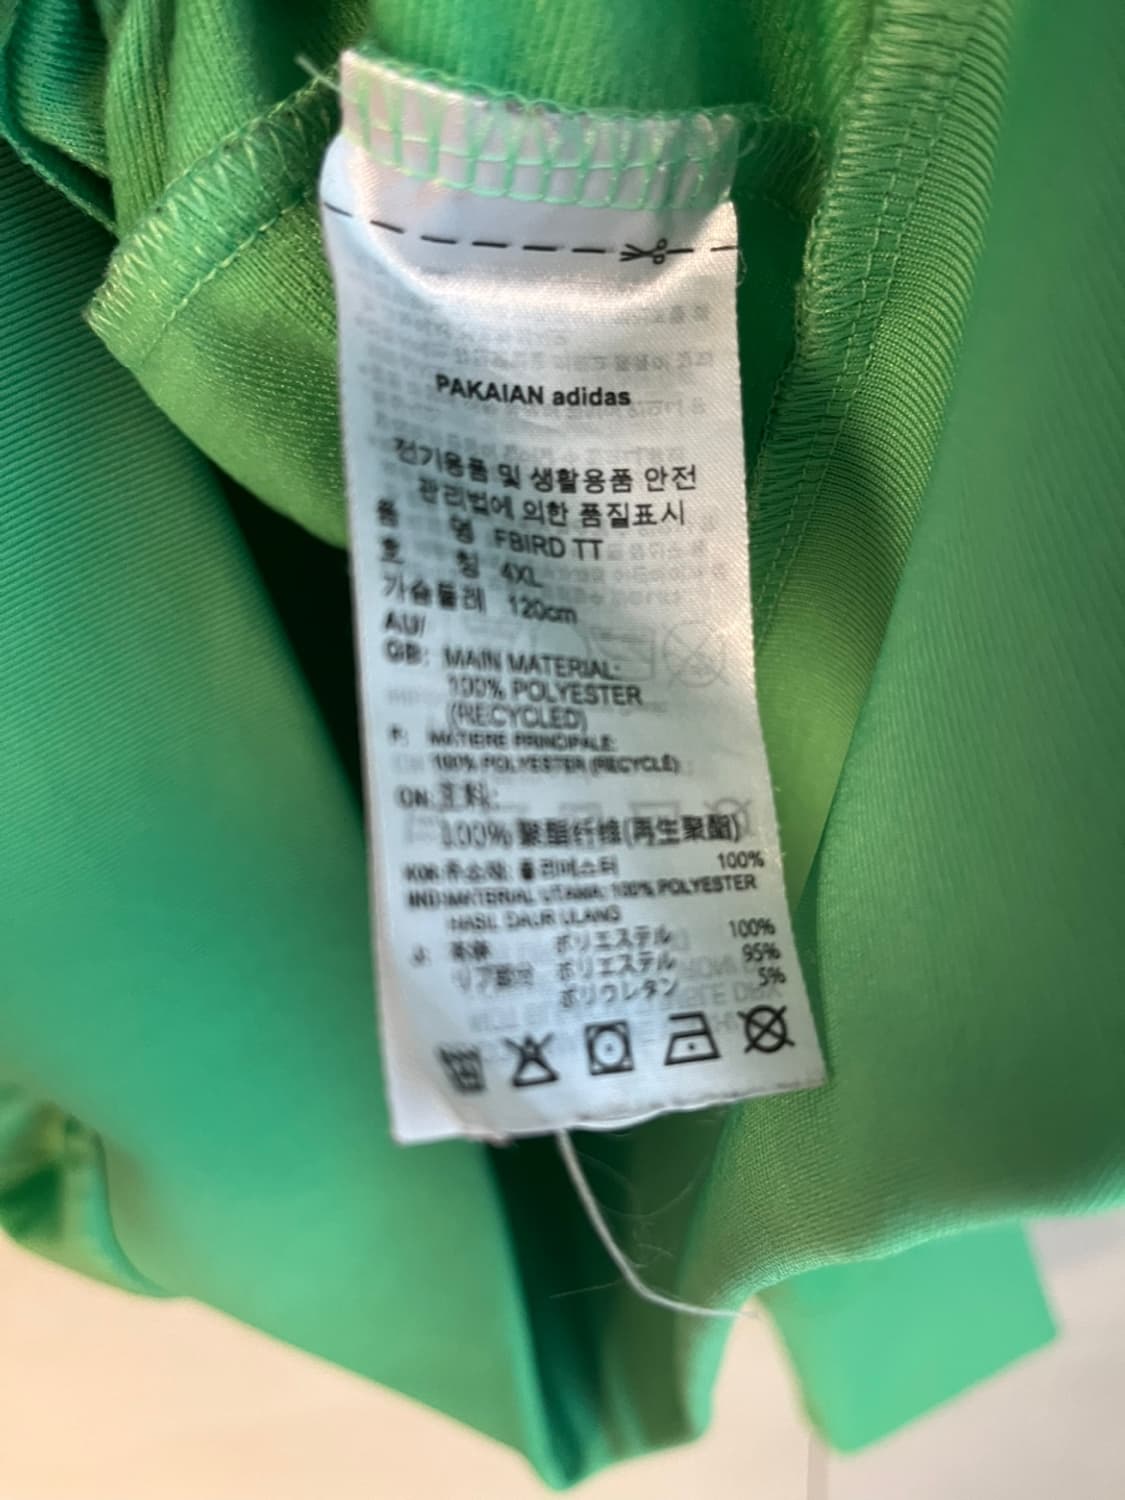 PAKAIAN adidas
전기용품 및 생활용품 안전
관리법에 의한 품질표시
품 명 FBIRD TT
호 칭 4XL
가슴둘레 120cm
AU/
GB: MAIN MATERIAL:
100% POLYESTER
(RECYCLED)
F: MATIERE PRINCIPALE:
100% POLYESTER (RECYCLÉ)
CN: 主料:
100% 聚酯纤维(再生聚酯)
KOR: 폴리에스터 100%
IND: MATERIAL UTAMA: 100% POLYESTER
HASIL DAUR ULANG
J: ポリエステル 100%
リブ部分 ポリエステル 95%
ポリウレタン 5%